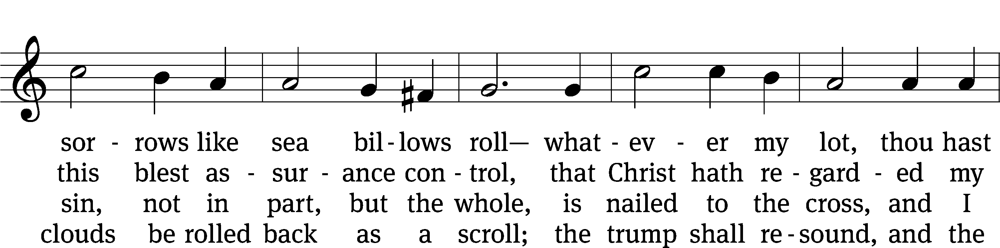 sor - rows like sea bil - lows roll— what - ev - er my lot, thou hast
this blest as - sur - ance con - trol, that Christ hath re - gard - ed my
sin, not in part, but the whole, is nailed to the cross, and I
clouds be rolled back as a scroll; the trump shall re - sound, and the